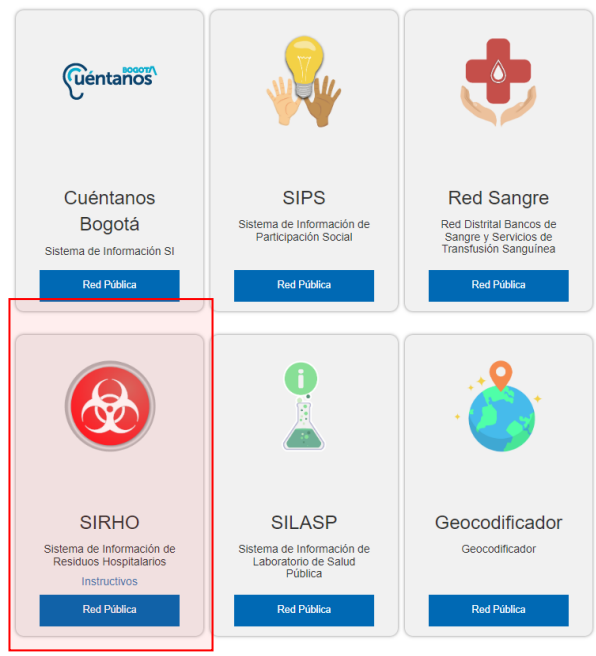 BOGOTÁ
Cuéntanos
Cuéntanos
Bogotá
Sistema de Información SI
Red Pública
SIPS
Sistema de Información de
Participación Social
Red Pública
Red Sangre
Red Distrital Bancos de
Sangre y Servicios de
Transfusión Sanguínea
Red Pública
SIRHO
Sistema de Información de
Residuos Hospitalarios
Instructivos
Red Pública
i
SILASP
Sistema de Información de
Laboratorio de Salud
Pública
Red Pública
Geocodificador
Geocodificador
Red Pública